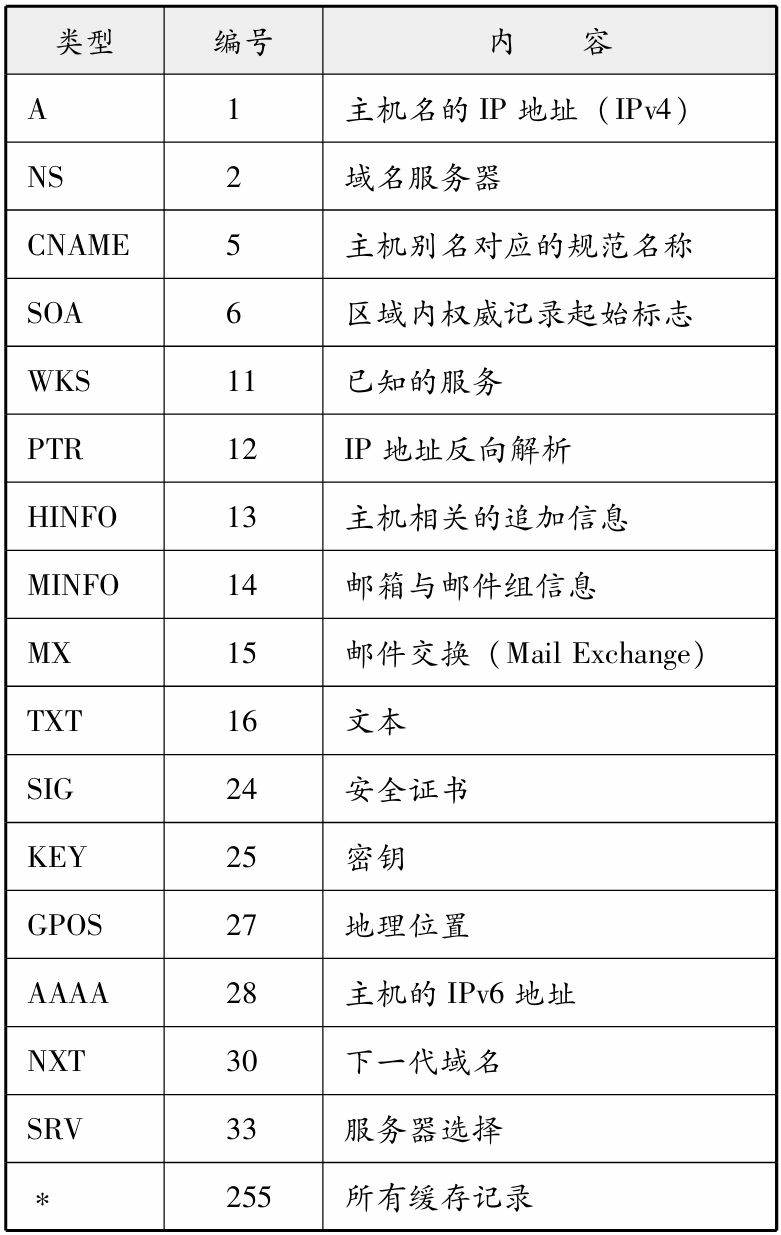 类型 编号 内 容
A 1 主机名的 IP 地址（IPv4）
NS 2 域名服务器
CNAME 5 主机别名对应的规范名称
SOA 6 区域内权威记录起始标志
WKS 11 已知的服务
PTR 12 IP 地址反向解析
HINFO 13 主机相关的追加信息
MINFO 14 邮箱与邮件组信息
MX 15 邮件交换（Mail Exchange）
TXT 16 文本
SIG 24 安全证书
KEY 25 密钥
GPOS 27 地理位置
AAAA 28 主机的 IPv6 地址
NXT 30 下一代域名
SRV 33 服务器选择
* 255 所有缓存记录